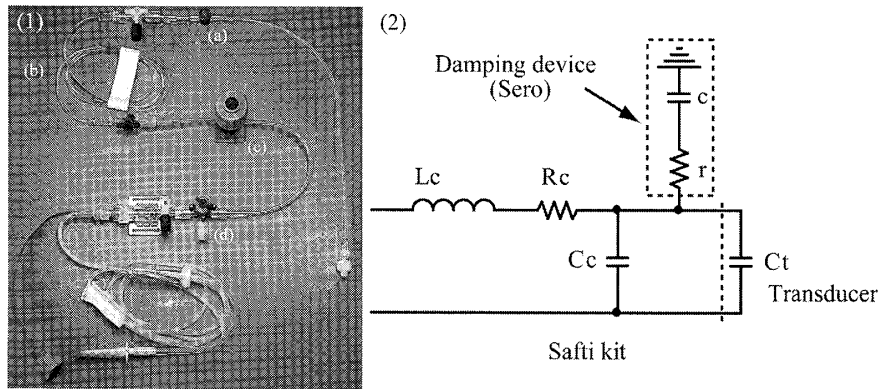 (1)
(a)
(b)
(c)
(d)
(2)
Damping device
(Sero)
c
r
Lc
Rc
Cc
Ct
Transducer
Safti kit